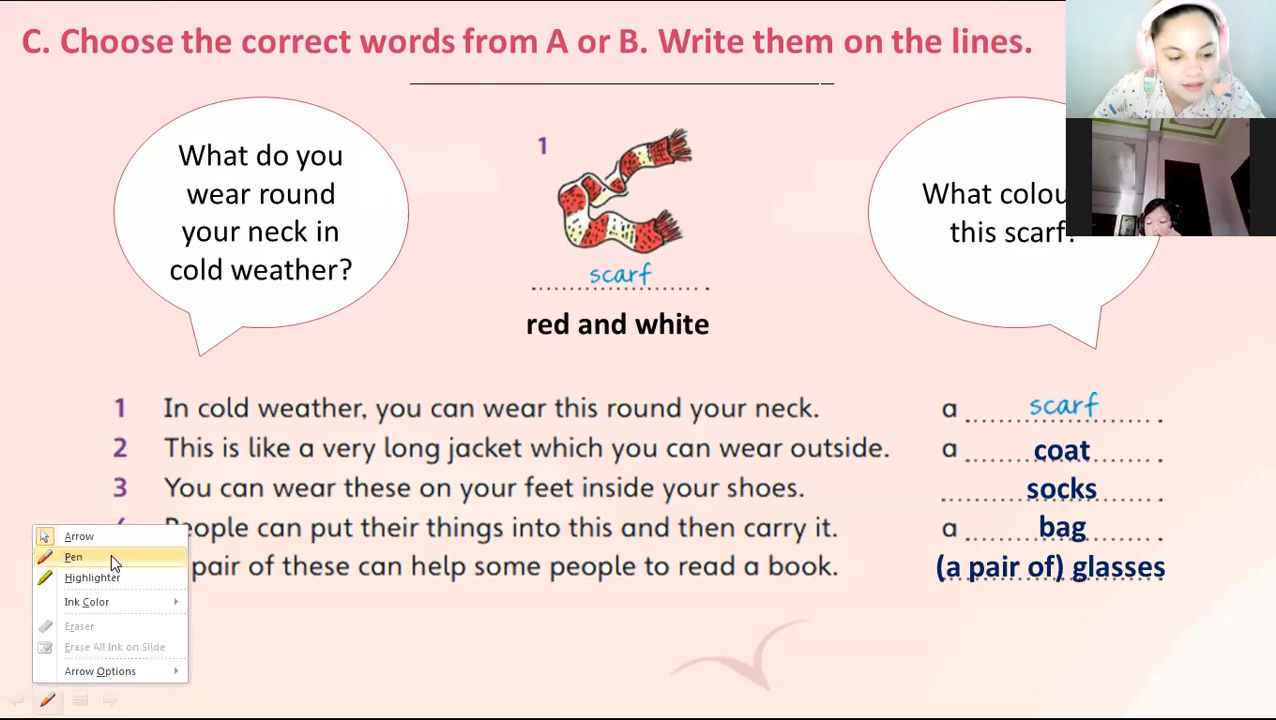 C. Choose the correct words from A or B. Write them on the lines.
What do you
wear round
your neck in
cold weather?
1
scarf
red and white
What colou
this scarf?
1 In cold weather, you can wear this round your neck. a scarf
2 This is like a very long jacket which you can wear outside. a coat
3 You can wear these on your feet inside your shoes. socks
People can put their things into this and then carry it. a bag
pair of these can help some people to read a book. (a pair of) glasses
Arrow
Pen
Highlighter
Ink Color
Eraser
Erase All Ink on Slide
Arrow Options